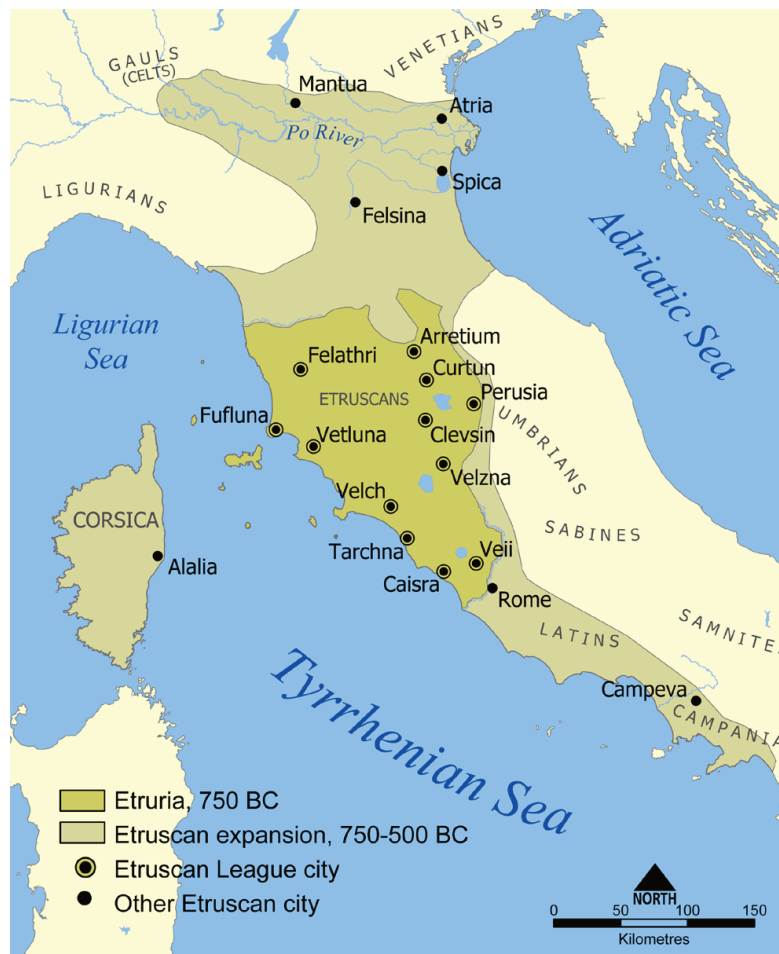 GAULS
(CELTS)
VENETIANS
Mantua
Atria
Po River
Spica
LIGURIANS
Felsina
Adriatic Sea
Ligurian
Sea
Arretium
Felathri
Curtun
ETRUSCANS
Perusia
Fufluna
Vetluna
Clevsin
UMBRIANS
Velzna
Velch
CORSICA
SABINES
Tarchna
Veii
Alalia
Caisra
Rome
LATINS
SAMNITES
Tyrrhenian Sea
Campeva
CAMPANIA
Etruria, 750 BC
Etruscan expansion, 750-500 BC
Etruscan League city
Other Etruscan city
NORTH
0 50 100 150
Kilometres